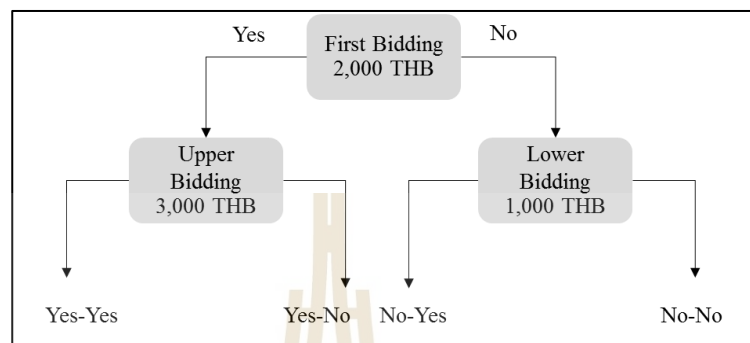 Yes
First Bidding
2,000 THB
No
Upper
Bidding
3,000 THB
Lower
Bidding
1,000 THB
Yes-Yes
Yes-No
No-Yes
No-No